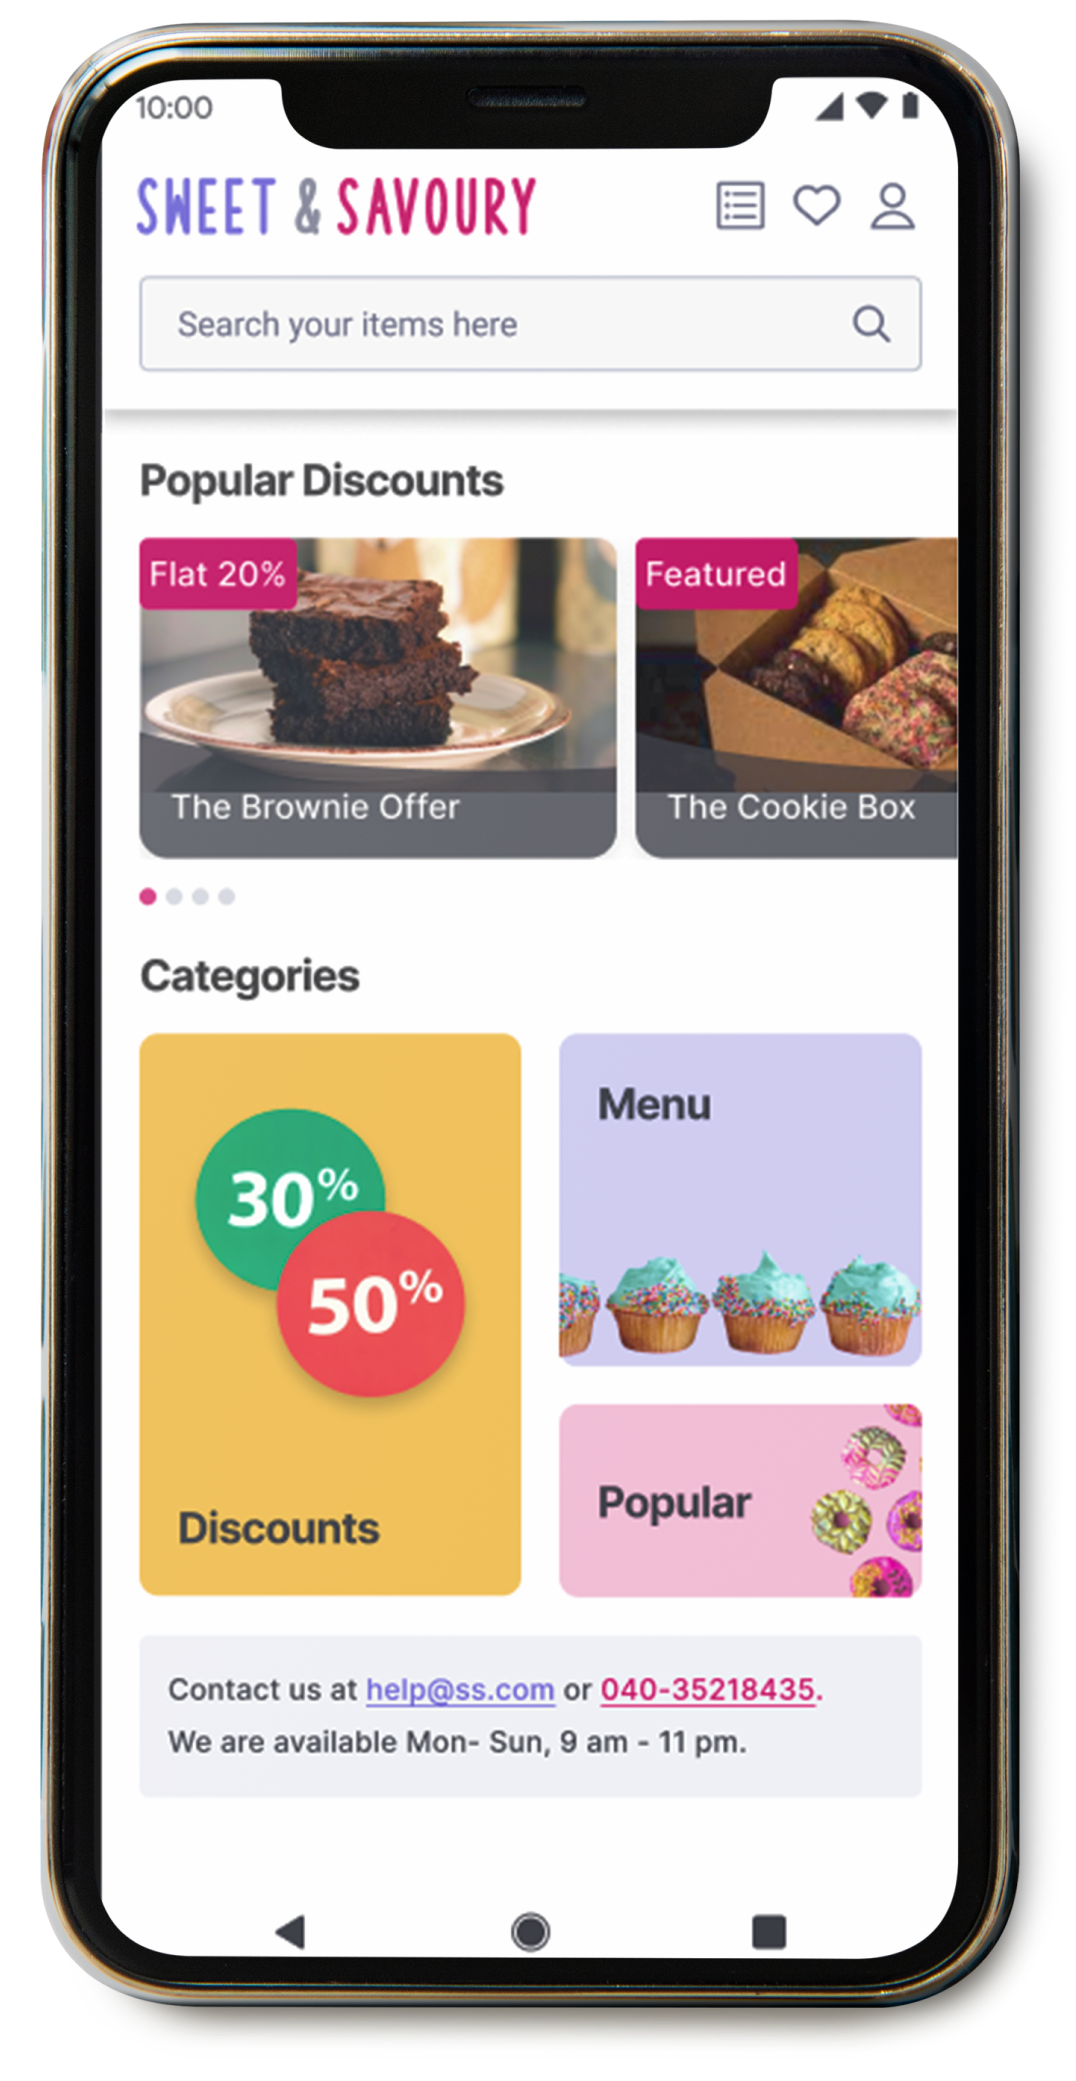 10:00
SWEET & SAVOURY
Search your items here
Popular Discounts
Flat 20%
The Brownie Offer
Featured
The Cookie Box
Categories
30%
50%
Discounts
Menu
Popular
Contact us at help@ss.com or 040-35218435.
We are available Mon- Sun, 9 am - 11 pm.